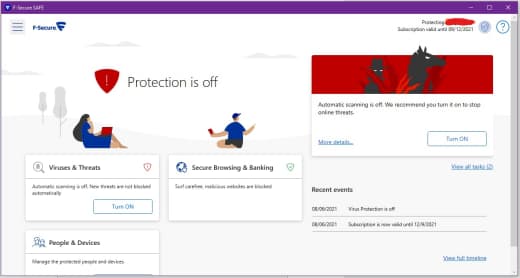 F-Secure SAFE
F-Secure
Protecting
Subscription valid until 09/12/2021
?
Protection is off
Automatic scanning is off. We recommend you turn it on to stop
online threats.
More details...
Turn ON
View all tasks (2)
Viruses & Threats
Automatic scanning is off. New threats are not blocked
automatically
Turn ON
Secure Browsing & Banking
Surf carefree, malicious websites are blocked
Recent events
08/06/2021 Virus Protection is off
08/06/2021 Subscription is now valid until 12/9/2021
View full timeline
People & Devices
Manage the protected people and devices